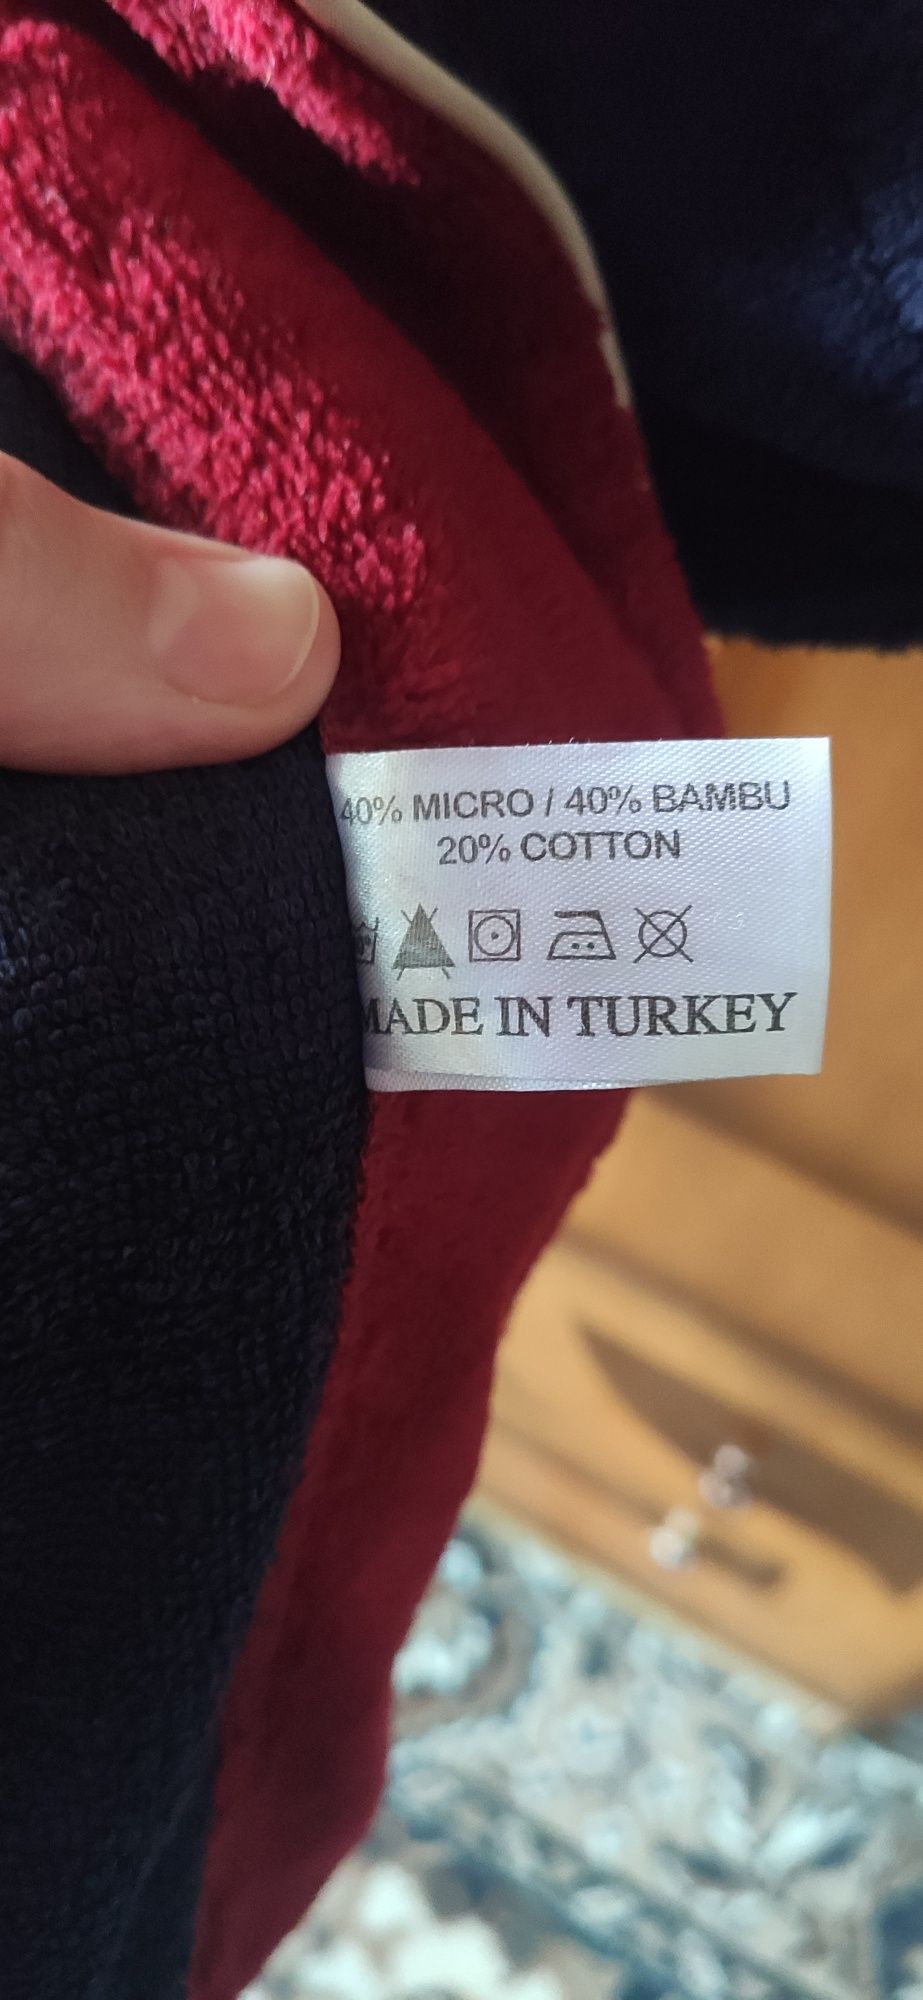 40% MICRO / 40% BAMBU
20% COTTON
MADE IN TURKEY